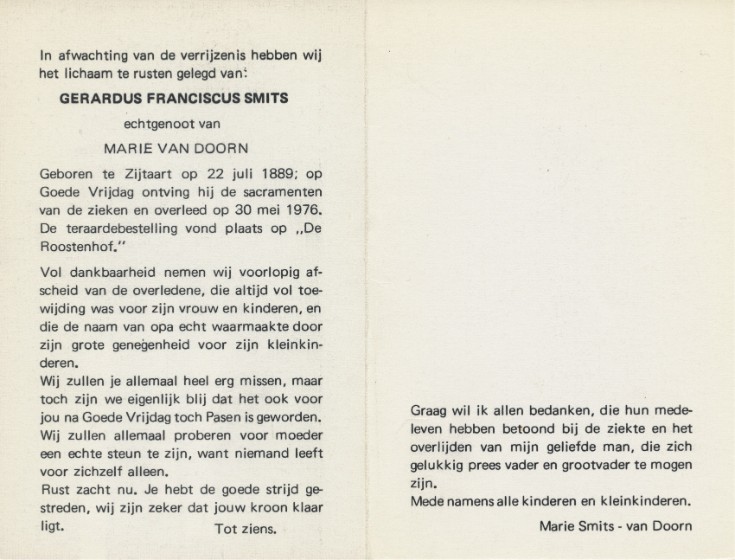 In afwachting van de verrijzenis hebben wij
het lichaam te rusten gelegd van:
GERARDUS FRANCISCUS SMITS
echtgenoot van
MARIE VAN DOORN
Geboren te Zijtaart op 22 juli 1889; op
Goede Vrijdag ontving hij de sacramenten
van de zieken en overleed op 30 mei 1976.
De teraardebestelling vond plaats op „De
Roostenhof."
Vol dankbaarheid nemen wij voorlopig af-
scheid van de overledene, die altijd vol toe-
wijding was voor zijn vrouw en kinderen, en
die de naam van opa echt waarmaakte door
zijn grote genegenheid voor zijn kleinkin-
deren.
Wij zullen je allemaal heel erg missen, maar
toch zijn we eigenlijk blij dat het ook voor
jou na Goede Vrijdag toch Pasen is geworden.
Wij zullen allemaal proberen voor moeder
een echte steun te zijn, want niemand leeft
voor zichzelf alleen.
Rust zacht nu. Je hebt de goede strijd ge-
streden, wij zijn zeker dat jouw kroon klaar
ligt. Tot ziens.
Graag wil ik allen bedanken, die hun mede-
leven hebben betoond bij de ziekte en het
overlijden van mijn geliefde man, die zich
gelukkig prees vader en grootvader te mogen
zijn.
Mede namens alle kinderen en kleinkinderen.
Marie Smits - van Doorn